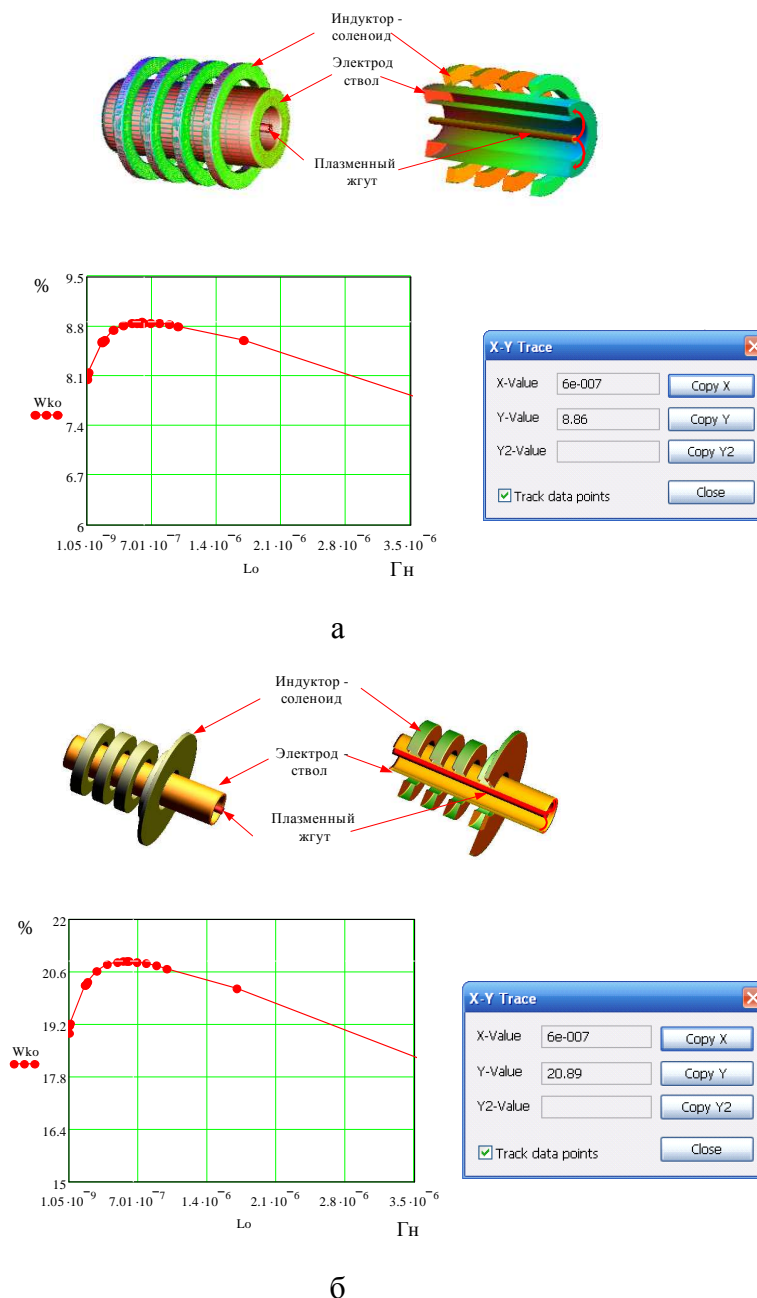 Индуктор -
соленоид
Электрод
ствол
Плазменный
жгут
%
9.5
8.8
8.1
7.4
6.7
6
Wko
1.05·10⁻⁹ 7.01·10⁻⁷ 1.4·10⁻⁶ 2.1·10⁻⁶ 2.8·10⁻⁶ 3.5·10⁻⁶
Lo
Гн
X-Y Trace
X-Value 6e-007 Copy X
Y-Value 8.86 Copy Y
Y2-Value Copy Y2
Track data points Close
а
Индуктор -
соленоид
Электрод -
ствол
Плазменный
жгут
%
22
20.6
19.2
17.8
16.4
15
Wko
1.05·10⁻⁹ 7.01·10⁻⁷ 1.4·10⁻⁶ 2.1·10⁻⁶ 2.8·10⁻⁶ 3.5·10⁻⁶
Lo
Гн
X-Y Trace
X-Value 6e-007 Copy X
Y-Value 20.89 Copy Y
Y2-Value Copy Y2
Track data points Close
б